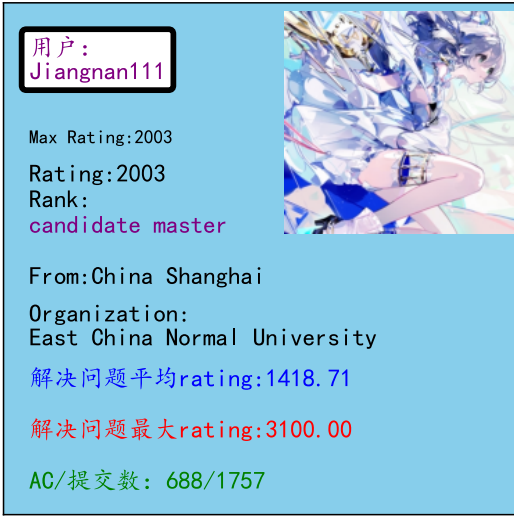 用户：
Jiangnan111
Max Rating:2003
Rating:2003
Rank:
candidate master
From:China Shanghai
Organization:
East China Normal University
解决问题平均rating:1418.71
解决问题最大rating:3100.00
AC/提交数：688/1757